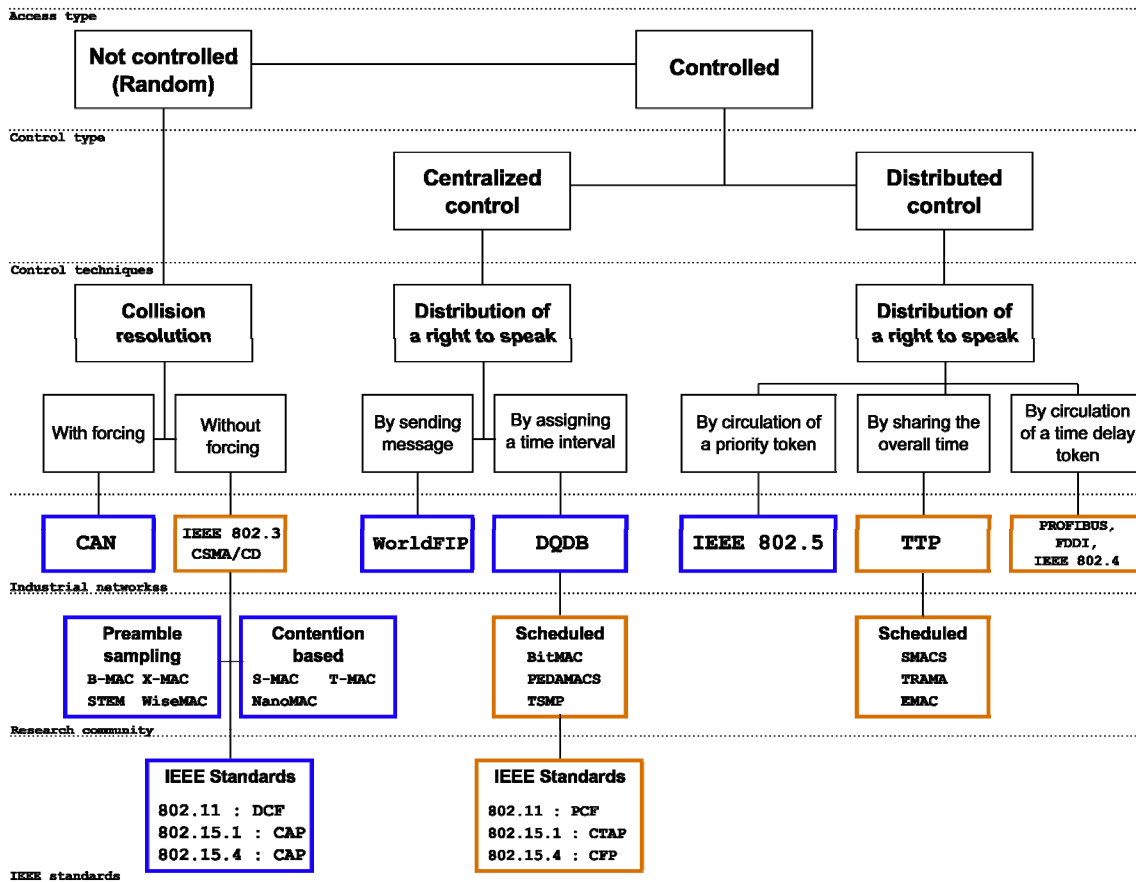 Access type
Not controlled
(Random)
Controlled
Control type
Centralized
control
Distributed
control
Control techniques
Collision
resolution
Distribution of
a right to speak
Distribution of
a right to speak
With forcing
Without
forcing
By sending
message
By assigning
a time interval
By circulation of
a priority token
By sharing the
overall time
By circulation
of a time delay
token
CAN
IEEE 802.3
CSMA/CD
WorldFIP
DQDB
IEEE 802.5
TTP
PROFIBUS,
FDDI,
IEEE 802.4
Industrial networkss
Preamble
sampling
B-MAC X-MAC
STEM WiseMAC
Contention
based
S-MAC T-MAC
NanoMAC
Scheduled
BitMAC
PEDAMACS
TSMP
Scheduled
SMACS
TRAMA
EMAC
Research community
IEEE Standards
802.11 : DCF
802.15.1 : CAP
802.15.4 : CAP
IEEE Standards
802.11 : PCF
802.15.1 : CTAP
802.15.4 : CFP
IEEE standards